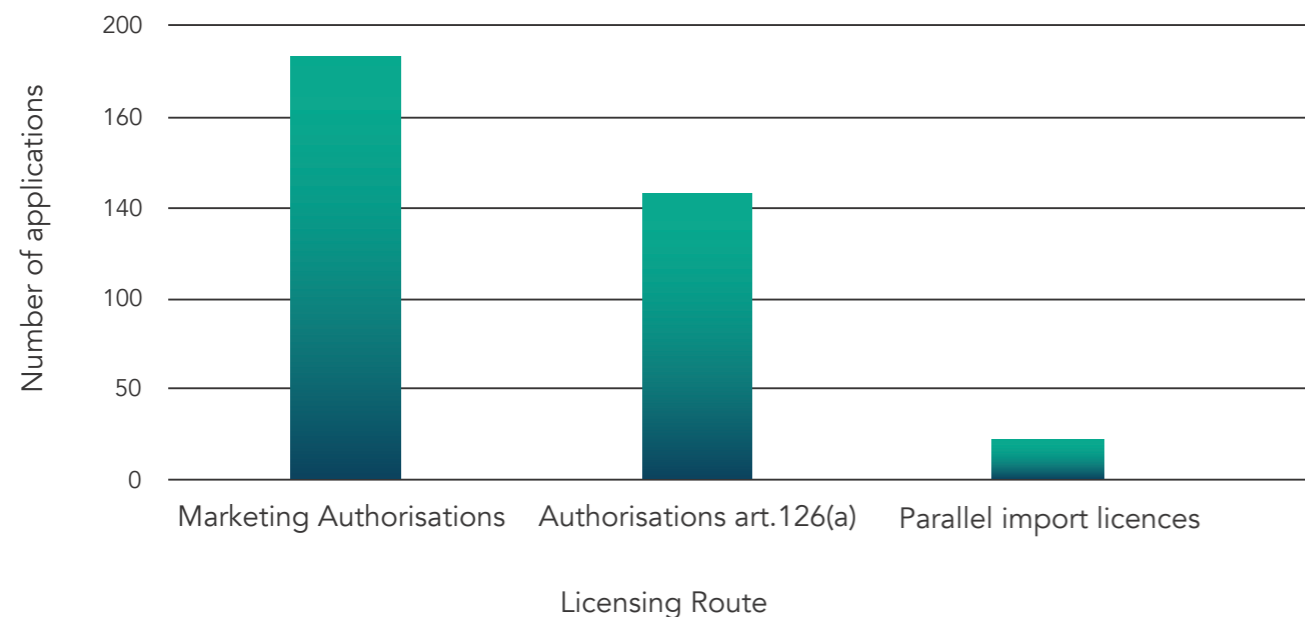 Number of applications
200
160
140
100
50
0
Marketing Authorisations
Authorisations art.126(a)
Parallel import licences
Licensing Route